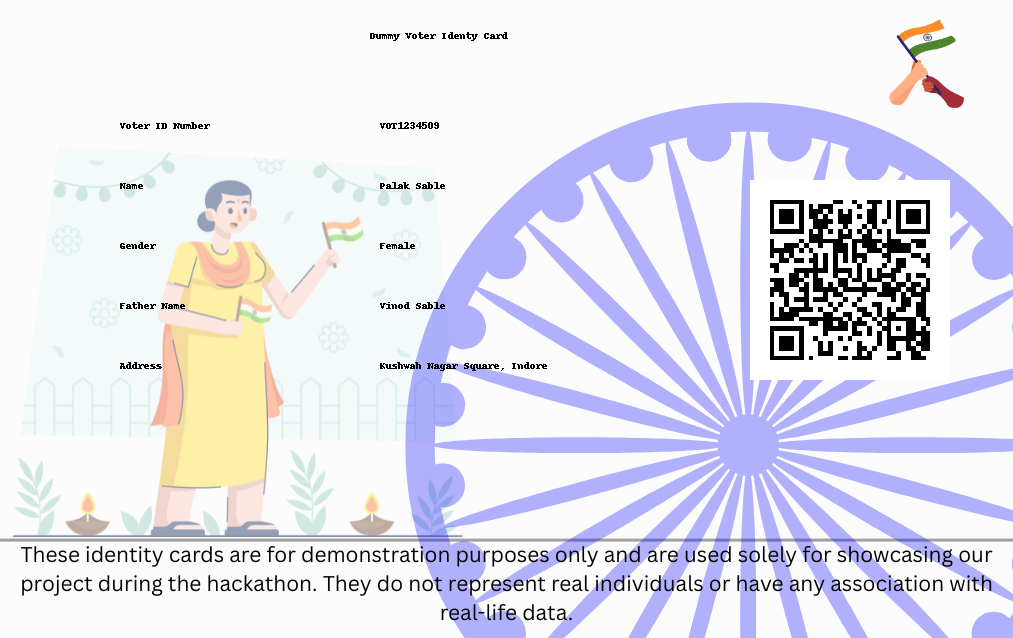 Dummy Voter Identy Card
Voter ID Number VOT1234509
Name Palak Sable
Gender Female
Father Name Vinod Sable
Address Kushwah Nagar Square, Indore
These identity cards are for demonstration purposes only and are used solely for showcasing our
project during the hackathon. They do not represent real individuals or have any association with
real-life data.